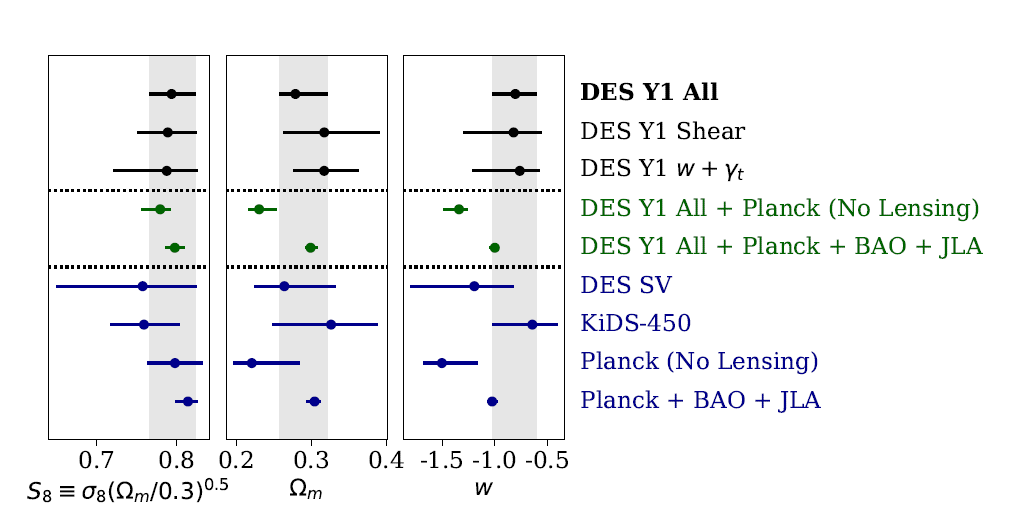 DES Y1 All
DES Y1 Shear
DES Y1 w + γt
DES Y1 All + Planck (No Lensing)
DES Y1 All + Planck + BAO + JLA
DES SV
KiDS-450
Planck (No Lensing)
Planck + BAO + JLA
0.7 0.8 0.2 0.3 0.4 -1.5 -1.0 -0.5
S8 ≡ σ8(Ωm/0.3)^0.5 Ωm w